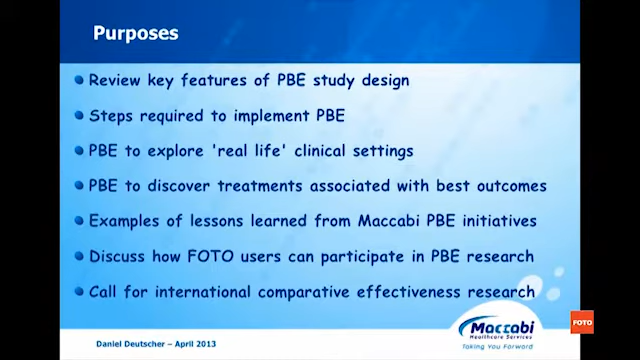 Purposes
Review key features of PBE study design
Steps required to implement PBE
PBE to explore 'real life' clinical settings
PBE to discover treatments associated with best outcomes
Examples of lessons learned from Maccabi PBE initiatives
Discuss how FOTO users can participate in PBE research
Call for international comparative effectiveness research
FOTO
Maccabi
Healthcare Services
Taking You Forward
Daniel Deutscher – April 2013